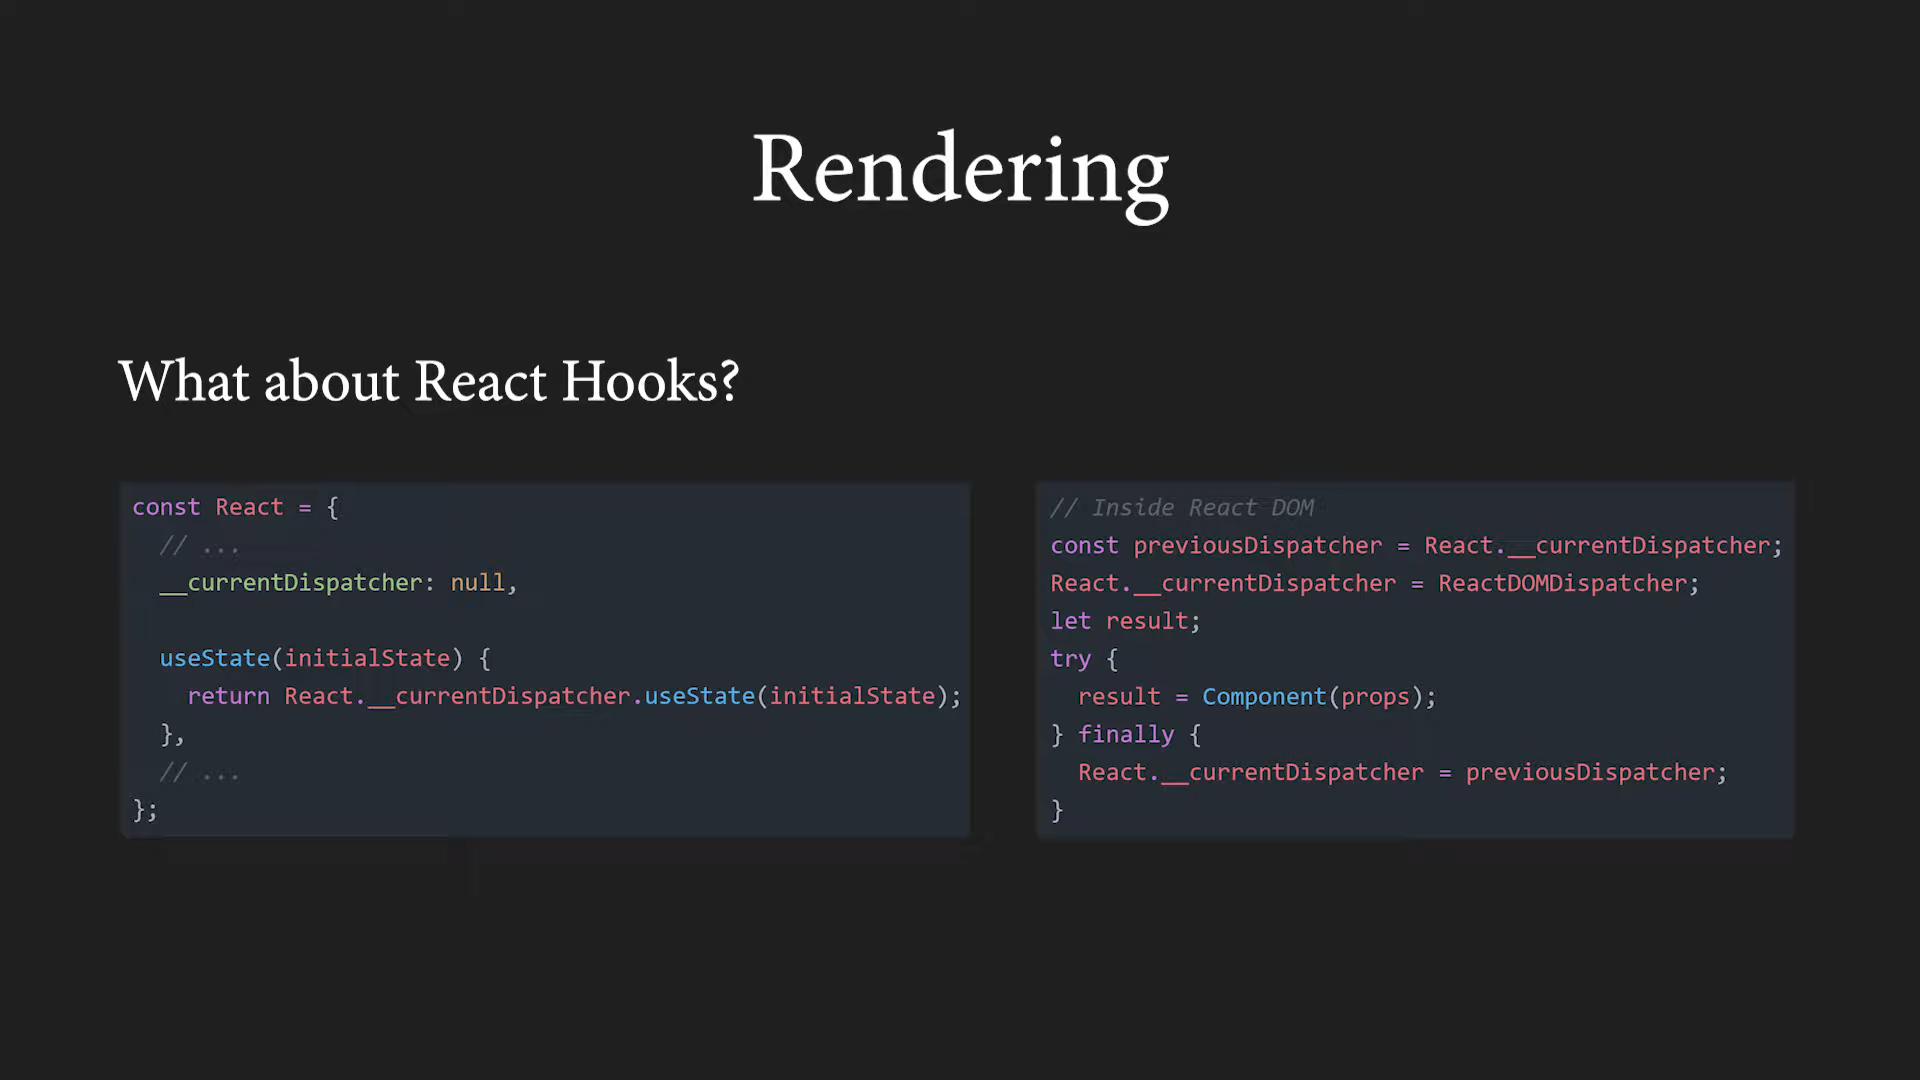 Rendering
What about React Hooks?
const React = {
  // ...
  __currentDispatcher: null,

  useState(initialState) {
    return React.__currentDispatcher.useState(initialState);
  },
  // ...
};
// Inside React DOM
const previousDispatcher = React.__currentDispatcher;
React.__currentDispatcher = ReactDOMDispatcher;
let result;
try {
  result = Component(props);
} finally {
  React.__currentDispatcher = previousDispatcher;
}